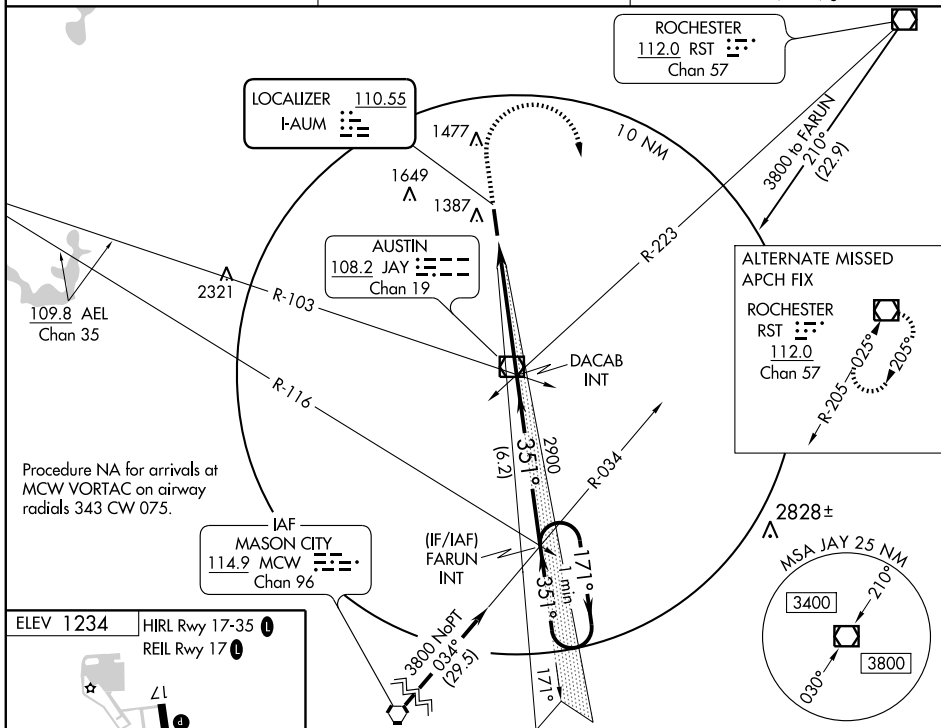 ROCHESTER
112.0 RST
Chan 57
LOCALIZER 110.55
I-AUM
1477
10 NM
3800 to FARUN
210°
(22.9)
1649
1387
R-223
AUSTIN
108.2 JAY
Chan 19
ALTERNATE MISSED
APCH FIX
ROCHESTER
RST
112.0
Chan 57
025°
205°
R-205
2321
R-103
109.8 AEL
Chan 35
DACAB
INT
R-116
351°
(6.2)
2900
R-034
Procedure NA for arrivals at
MCW VORTAC on airway
radials 343 CW 075.
IAF
MASON CITY
114.9 MCW
Chan 96
(IF/IAF)
FARUN
INT
171°
1 min
351°
2828±
MSA JAY 25 NM
210°
3400
3800
030°
3800 NoPT
034°
(29.5)
171°
ELEV 1234
HIRL Rwy 17-35 L
REIL Rwy 17 L
17
P